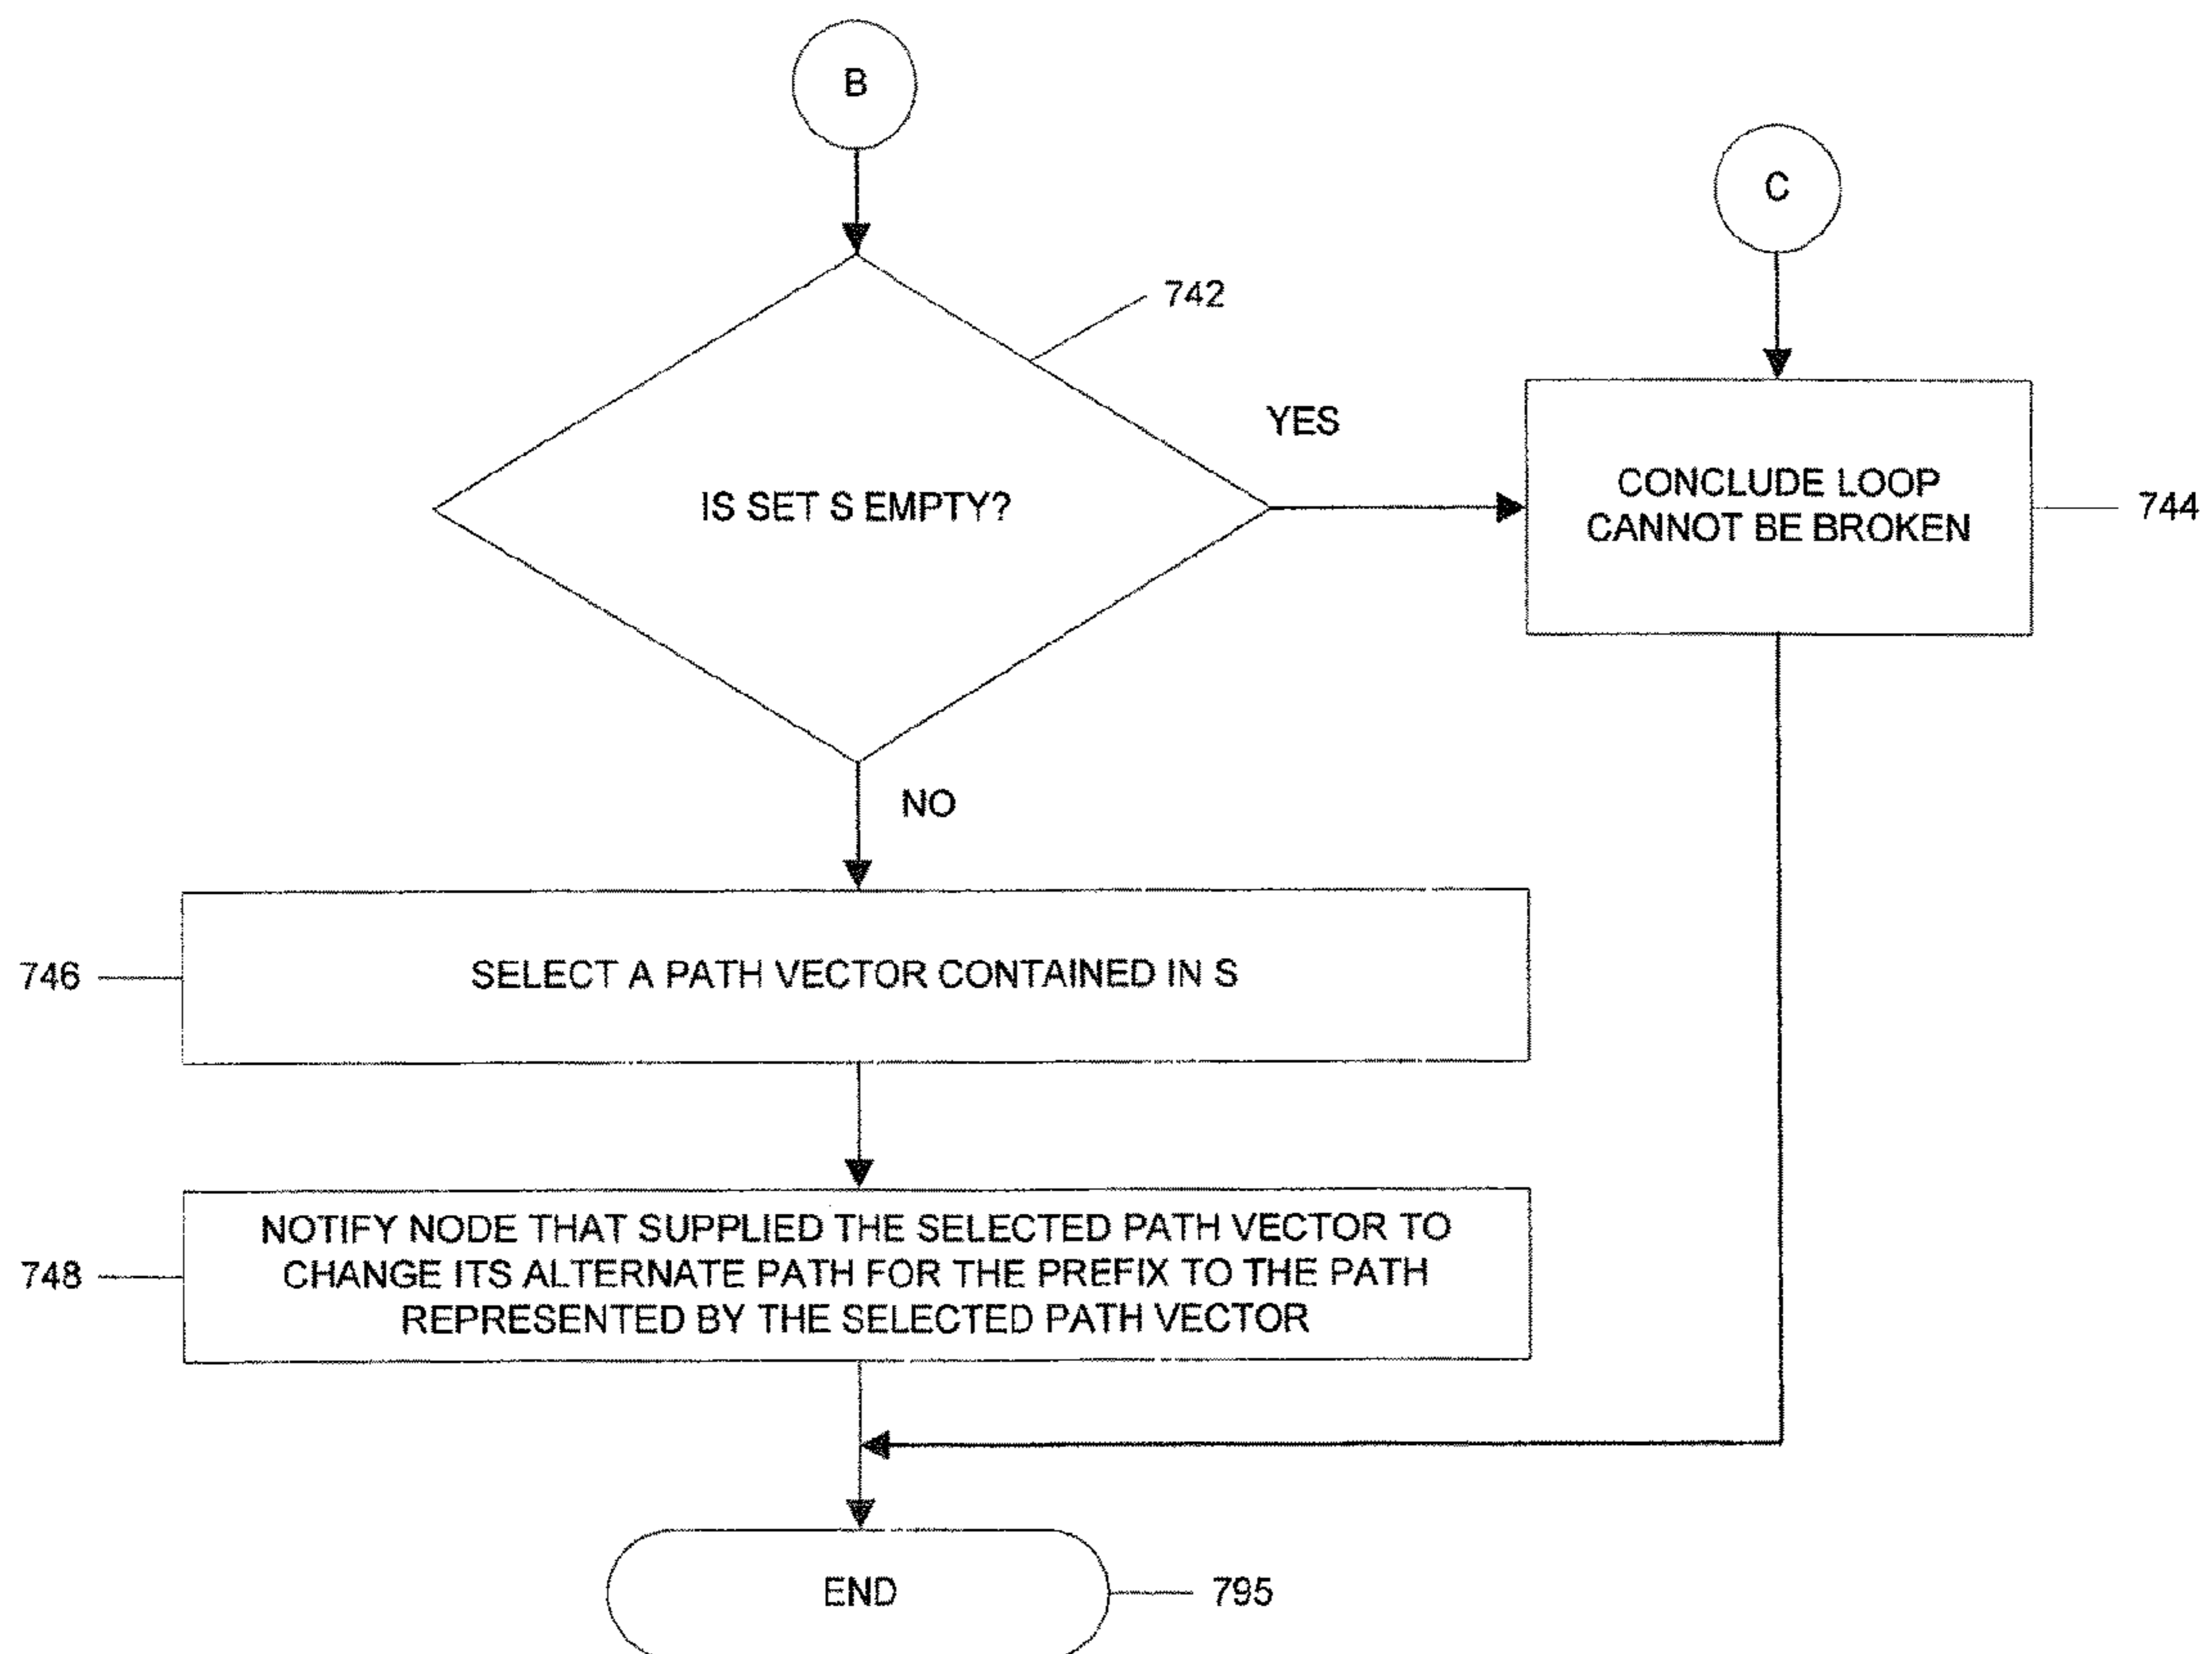 B
C
742
YES
IS SET S EMPTY?
CONCLUDE LOOP
CANNOT BE BROKEN
744
NO
746
SELECT A PATH VECTOR CONTAINED IN S
748
NOTIFY NODE THAT SUPPLIED THE SELECTED PATH VECTOR TO
CHANGE ITS ALTERNATE PATH FOR THE PREFIX TO THE PATH
REPRESENTED BY THE SELECTED PATH VECTOR
END
795